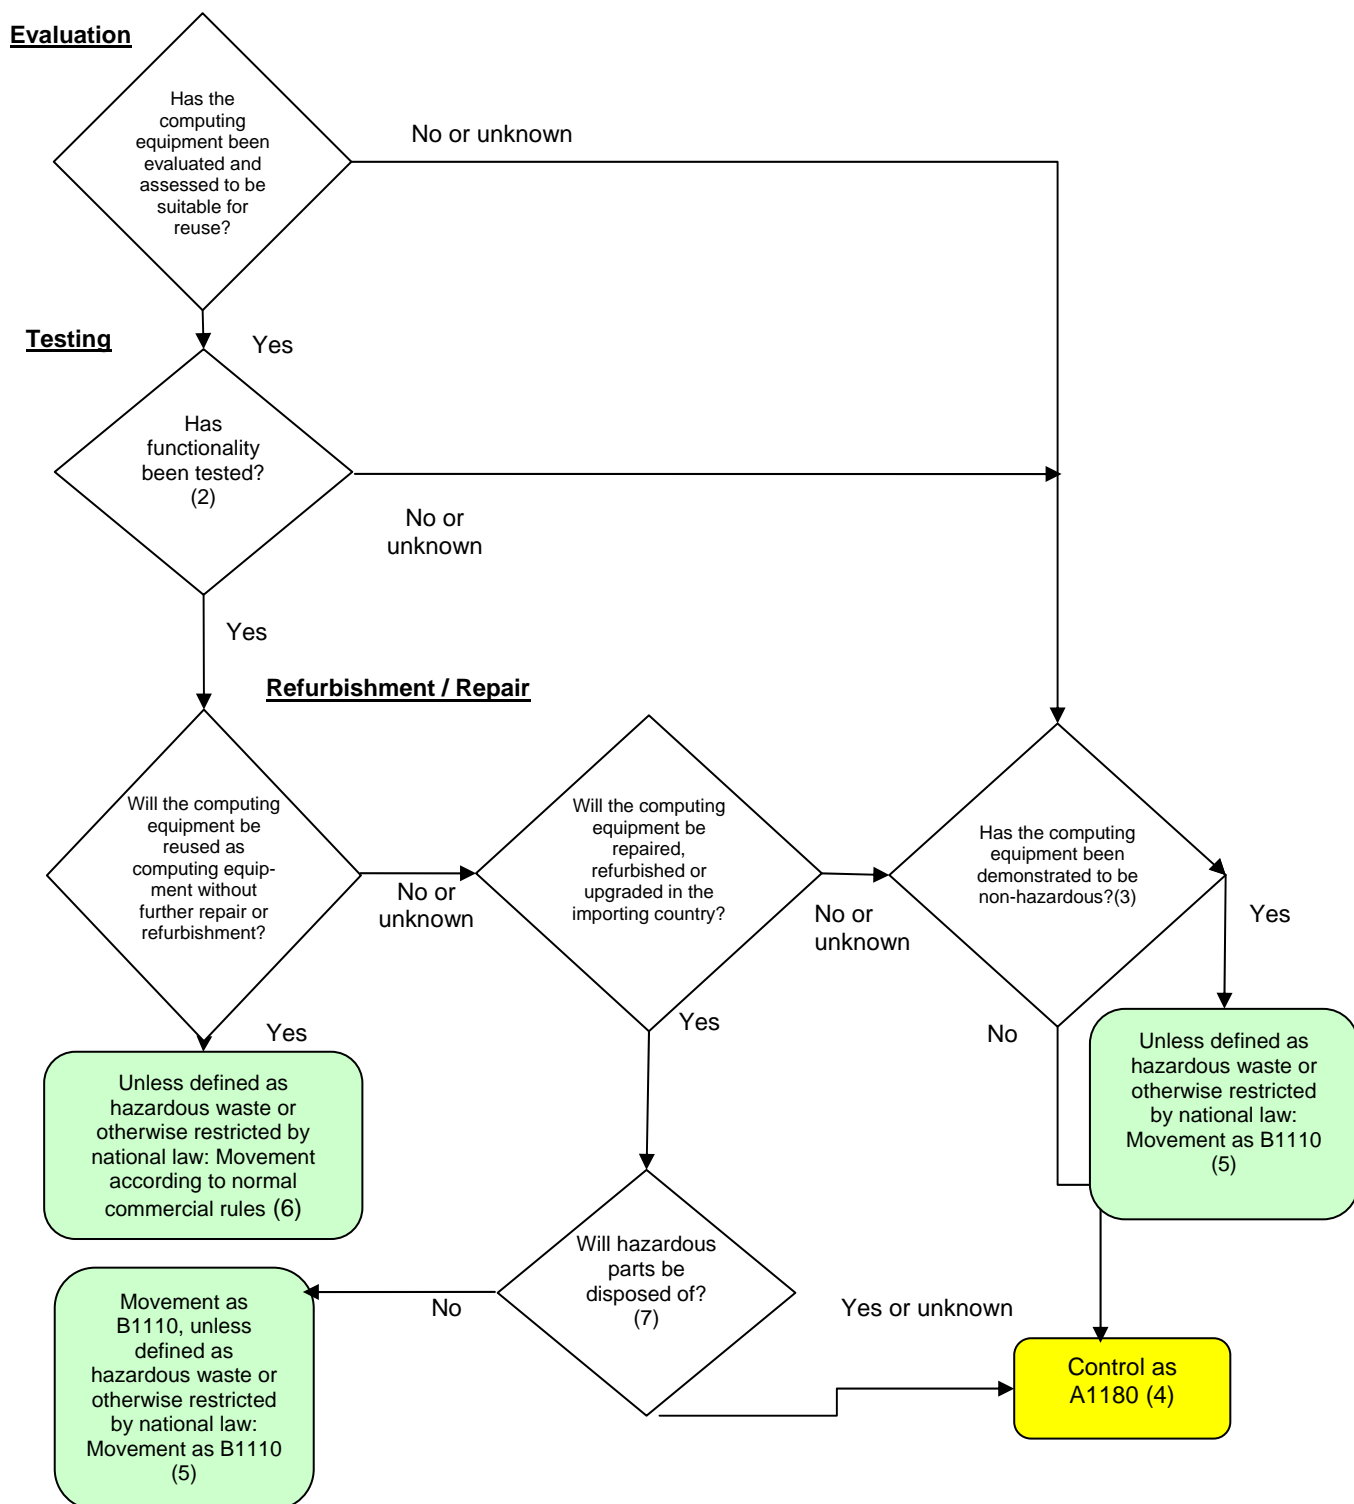 Evaluation
Has the
computing
equipment been
evaluated and
assessed to be
suitable for
reuse?
No or unknown
Yes
Testing
Has
functionality
been tested?
(2)
No or
unknown
Yes
Refurbishment / Repair
Will the computing
equipment be
reused as
computing equip-
ment without
further repair or
refurbishment?
No or
unknown
Will the computing
equipment be
repaired,
refurbished or
upgraded in the
importing country?
No or
unknown
Has the computing
equipment been
demonstrated to be
non-hazardous?(3)
Yes
Yes
Yes
No
Unless defined as
hazardous waste or
otherwise restricted by
national law: Movement
according to normal
commercial rules (6)
Unless defined as
hazardous waste or
otherwise restricted
by national law:
Movement as B1110
(5)
Will hazardous
parts be
disposed of?
(7)
No
Yes or unknown
Movement as
B1110, unless
defined as
hazardous waste or
otherwise restricted
by national law:
Movement as B1110
(5)
Control as
A1180 (4)